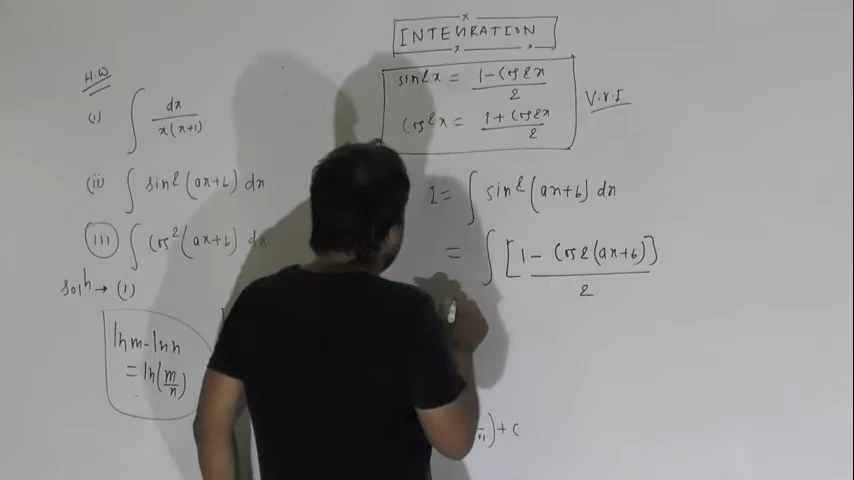 INTEGRATION
sin²x = 1 - cos2x / 2
cos²x = 1 + cos2x / 2
V.V.I
H.W
(i) ∫ dx / x(x+1)
(ii) ∫ sin²(ax+b) dx
(iii) ∫ cos²(ax+b) dx
Solⁿ → (i)
ln m - ln n
= ln(m/n)
I = ∫ sin²(ax+b) dx
= ∫ [1 - cos2(ax+b)] / 2
) + C